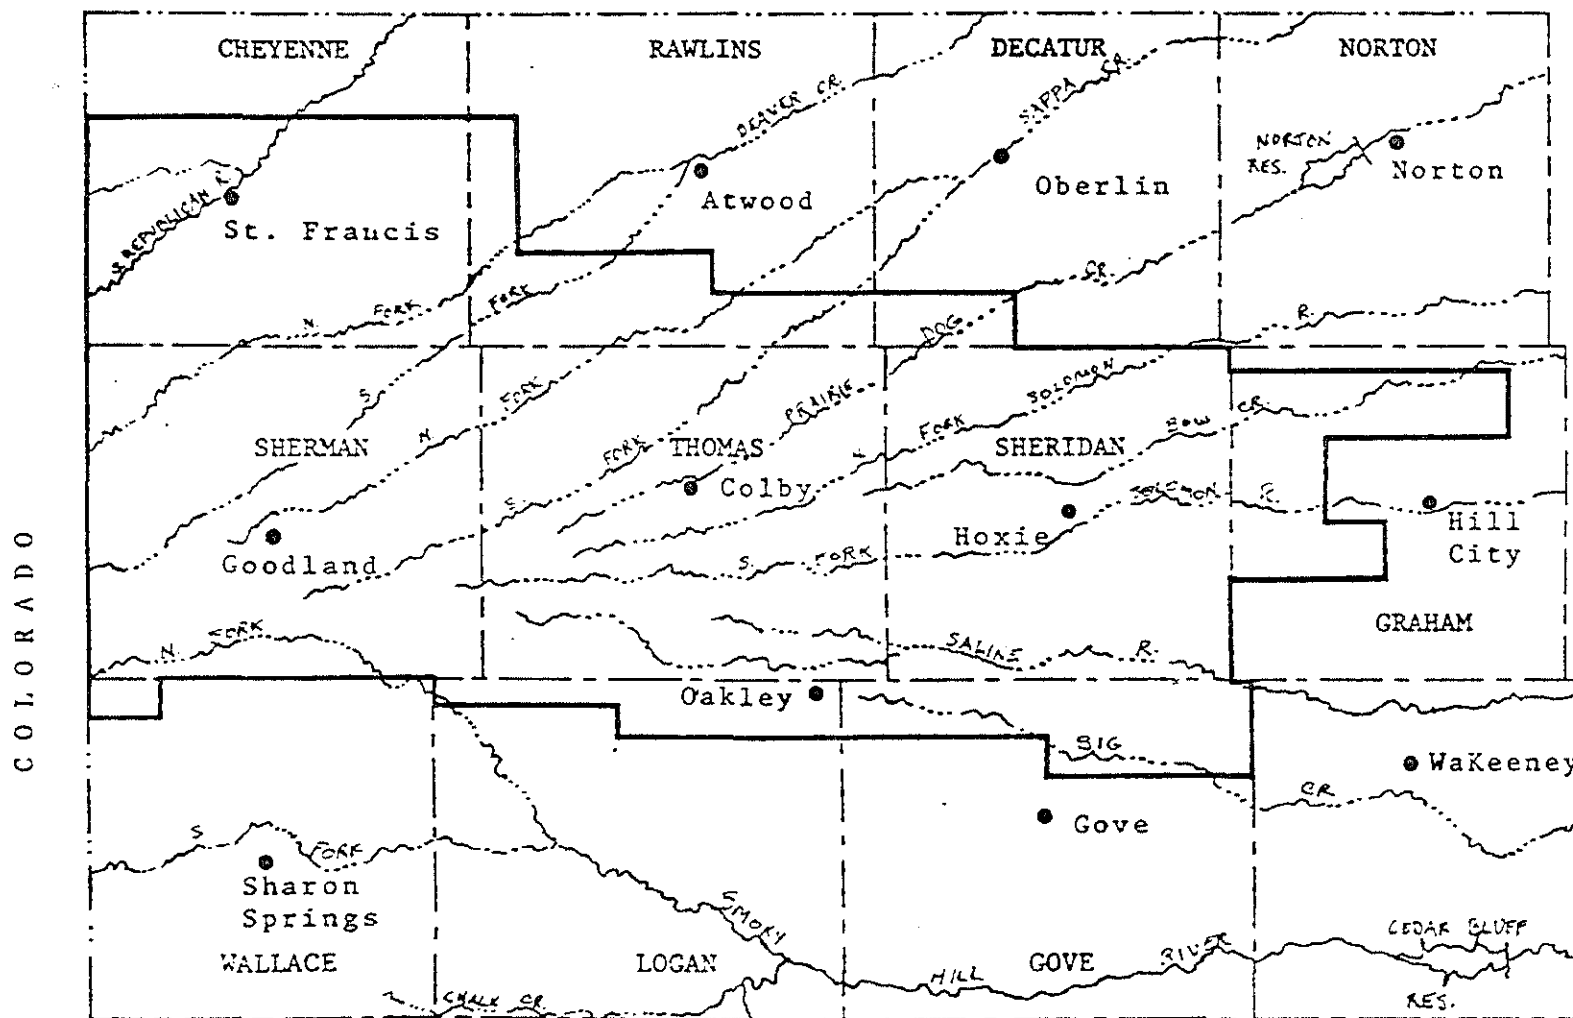 CHEYENNE
RAWLINS
DECATUR
NORTON
BEAVER CR.
SAPPA CR.
NORTON
RES.
Norton
Atwood
Oberlin
S. REPUBLICAN R.
St. Francis
N. FORK
S. FORK
CR.
R.
PRAIRIE DOG
N FORK
S. FORK
N. FORK SOLOMON
BOW CR.
SHERMAN
THOMAS
SHERIDAN
Colby
SOLOMON R.
Hoxie
Hill
City
Goodland
S. FORK
COLORADO
GRAHAM
N. FORK
SALINE R.
Oakley
BIG
CR
WaKeeney
Gove
S FORK
Sharon
Springs
SMOKY
HILL
RIVER
CEDAR BLUFF
RES.
WALLACE
LOGAN
GOVE
CHALK CR.